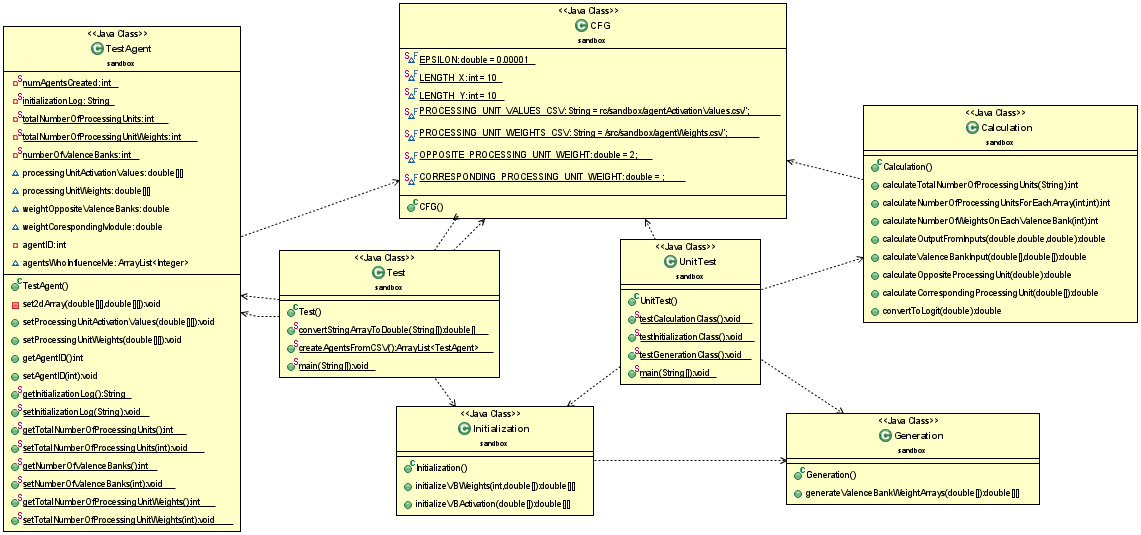 <<Java Class>>
TestAgent
sandbox
numAgentsCreated: int
initializationLog: String
totalNumberOfProcessingUnits: int
totalNumberOfProcessingUnitWeights: int
numberOfValenceBanks: int
processingUnitActivationValues: double[][]
processingUnitWeights: double[][]
weightOppositeValenceBanks: double
weightCorespondingModule: double
agentID: int
agentsWhoInfluenceMe: ArrayList<Integer>
TestAgent()
set2dArray(double[][],double[][]):void
setProcessingUnitActivationValues(double[][]):void
setProcessingUnitWeights(double[][]):void
getAgentID():int
setAgentID(int):void
getInitializationLog():String
setInitializationLog(String):void
getTotalNumberOfProcessingUnits():int
setTotalNumberOfProcessingUnits(int):void
getNumberOfValenceBanks():int
setNumberOfValenceBanks(int):void
getTotalNumberOfProcessingUnitWeights():int
setTotalNumberOfProcessingUnitWeights(int):void
<<Java Class>>
CFG
sandbox
EPSILON: double = 0.00001
LENGTH_X: int = 10
LENGTH_Y: int = 10
PROCESSING_UNIT_VALUES_CSV: String = rc/sandbox/agentActivationValues.csv";
PROCESSING_UNIT_WEIGHTS_CSV: String = /src/sandbox/agentWeights.csv";
OPPOSITE_PROCESSING_UNIT_WEIGHT: double = 2;
CORRESPONDING_PROCESSING_UNIT_WEIGHT: double = ;
CFG()
<<Java Class>>
Calculation
sandbox
Calculation()
calculateTotalNumberOfProcessingUnits(String):int
calculateNumberOfProcessingUnitsForEachArray(int,int):int
calculateNumberOfWeightsOnEachValenceBank(int):int
calculateOutputFromInputs(double,double,double):double
calculateValenceBankInput(double[],double[]):double
calculateOppositeProcessingUnit(double):double
calculateCorrespondingProcessingUnit(double[]):double
convertToLogit(double):double
<<Java Class>>
Test
sandbox
Test()
convertStringArrayToDouble(String[]):double[]
createAgentsFromCSV():ArrayList<TestAgent>
main(String[]):void
<<Java Class>>
UnitTest
sandbox
UnitTest()
testCalculationClass():void
testInitializationClass():void
testGenerationClass():void
main(String[]):void
<<Java Class>>
Initialization
sandbox
Initialization()
initializeVBWeights(int,double[]):double[][]
initializeVBActivation(double[]):double[][]
<<Java Class>>
Generation
sandbox
Generation()
generateValenceBankWeightArrays(double[]):double[][]